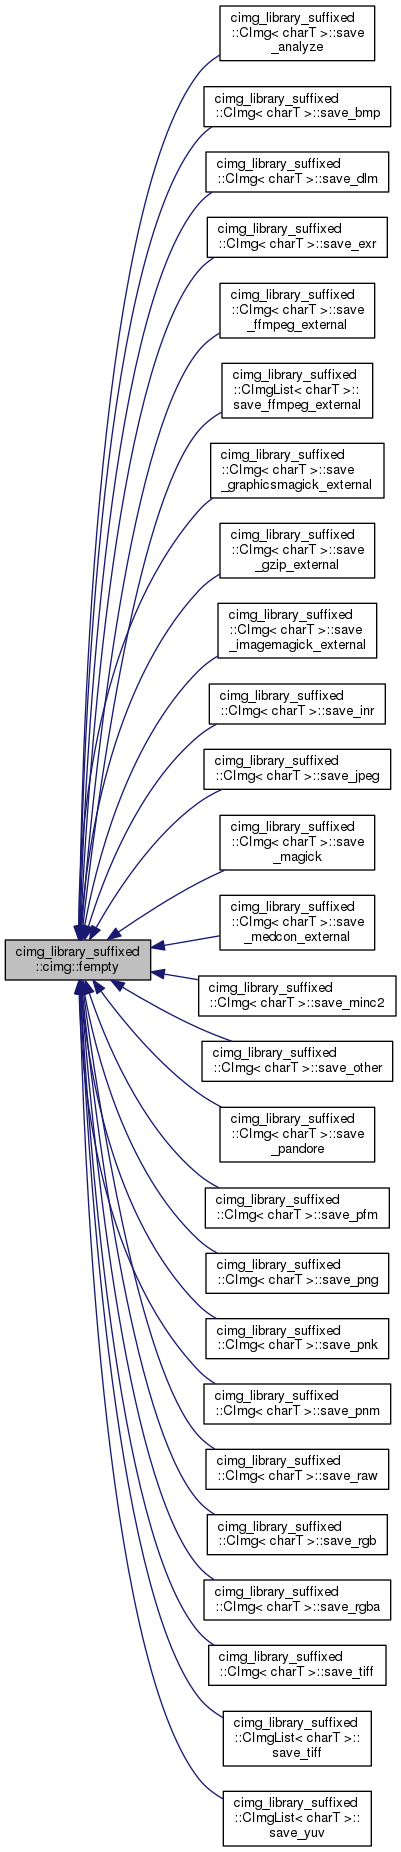 cimg_library_suffixed
::CImg< charT >::save
_analyze
cimg_library_suffixed
::CImg< charT >::save_bmp
cimg_library_suffixed
::CImg< charT >::save_dlm
cimg_library_suffixed
::CImg< charT >::save_exr
cimg_library_suffixed
::CImg< charT >::save
_ffmpeg_external
cimg_library_suffixed
::CImgList< charT >::
save_ffmpeg_external
cimg_library_suffixed
::CImg< charT >::save
_graphicsmagick_external
cimg_library_suffixed
::CImg< charT >::save
_gzip_external
cimg_library_suffixed
::CImg< charT >::save
_imagemagick_external
cimg_library_suffixed
::CImg< charT >::save_inr
cimg_library_suffixed
::CImg< charT >::save_jpeg
cimg_library_suffixed
::CImg< charT >::save
_magick
cimg_library_suffixed
::CImg< charT >::save
_medcon_external
cimg_library_suffixed
::cimg::fempty
cimg_library_suffixed
::CImg< charT >::save_minc2
cimg_library_suffixed
::CImg< charT >::save_other
cimg_library_suffixed
::CImg< charT >::save
_pandore
cimg_library_suffixed
::CImg< charT >::save_pfm
cimg_library_suffixed
::CImg< charT >::save_png
cimg_library_suffixed
::CImg< charT >::save_pnk
cimg_library_suffixed
::CImg< charT >::save_pnm
cimg_library_suffixed
::CImg< charT >::save_raw
cimg_library_suffixed
::CImg< charT >::save_rgb
cimg_library_suffixed
::CImg< charT >::save_rgba
cimg_library_suffixed
::CImg< charT >::save_tiff
cimg_library_suffixed
::CImgList< charT >::
save_tiff
cimg_library_suffixed
::CImgList< charT >::
save_yuv